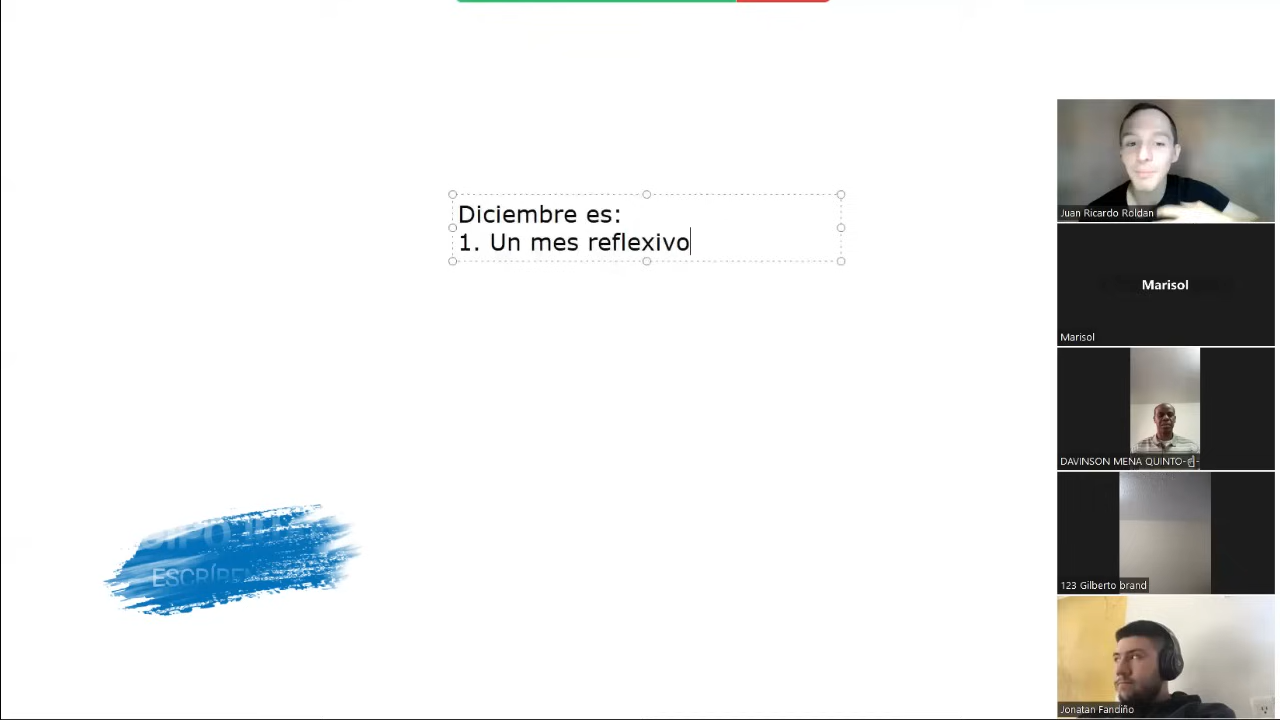 Diciembre es:
1. Un mes reflexivo
Juan Ricardo Roldan
Marisol
Marisol
DAVINSON MENA QUINTO-
123 Gilberto brand
Jonatan Fandiño